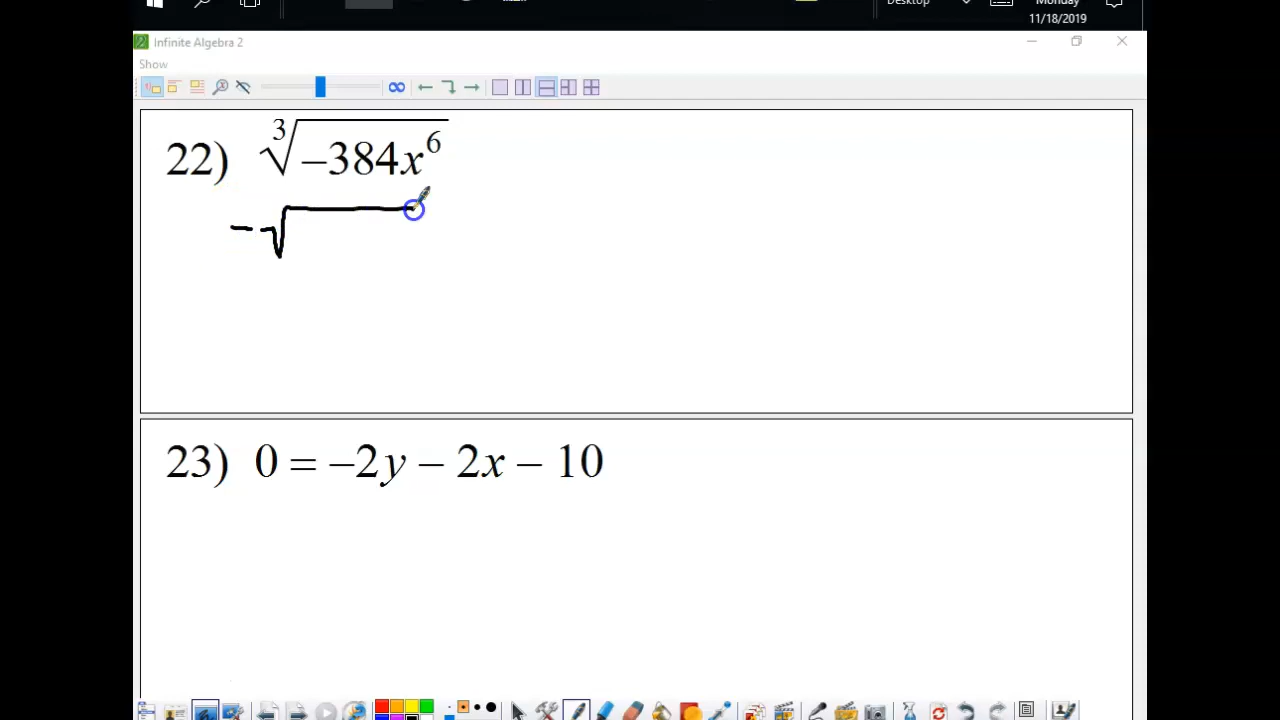 Desktop
Monday
11/18/2019
Infinite Algebra 2
Show
22) ∛(–384x⁶)
– √
23) 0 = –2y – 2x – 10